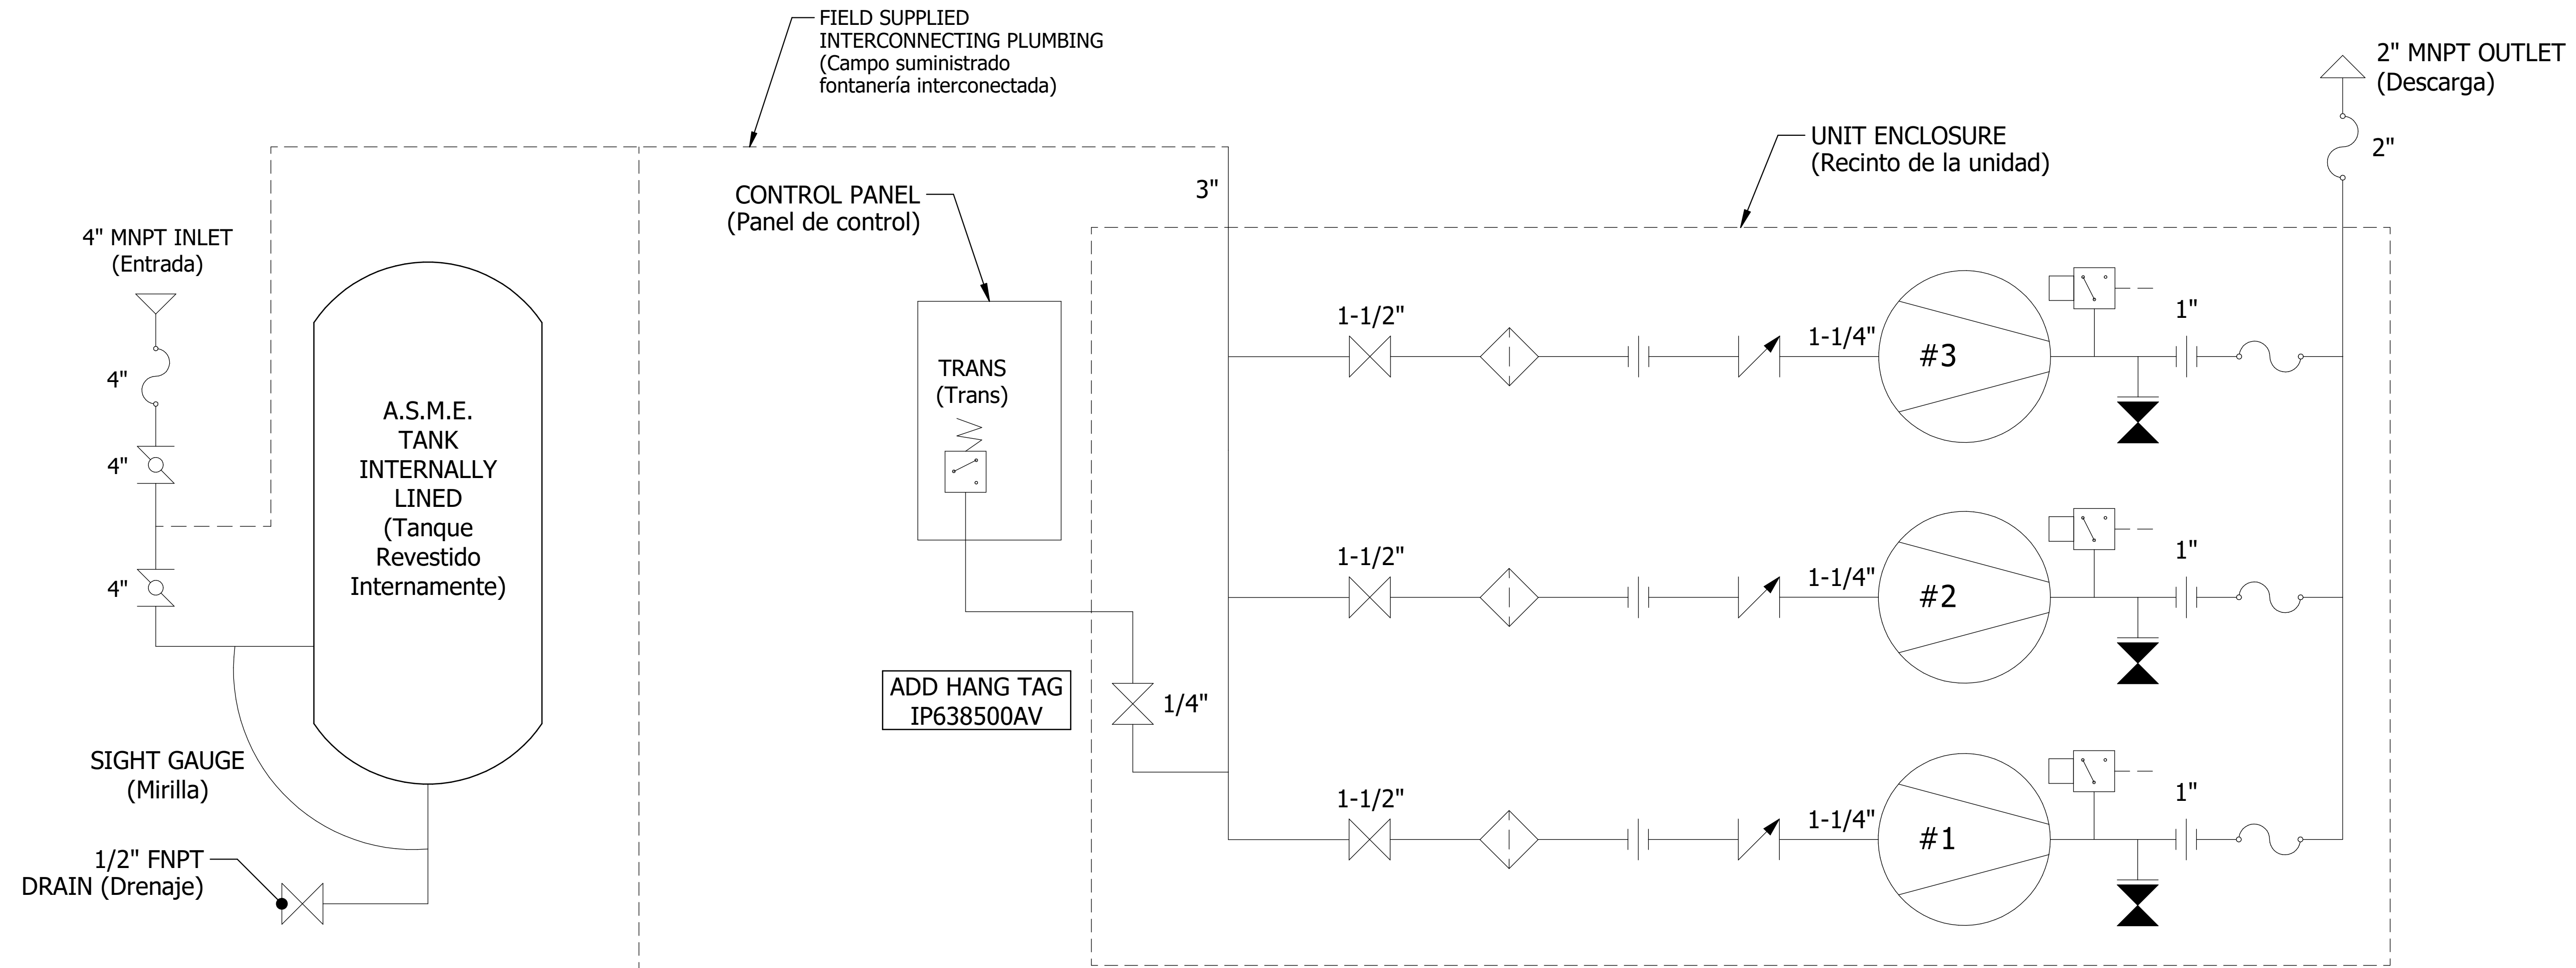 FIELD SUPPLIED
INTERCONNECTING PLUMBING
(Campo suministrado
fontanería interconectada)
2" MNPT OUTLET
(Descarga)
2"
UNIT ENCLOSURE
(Recinto de la unidad)
3"
CONTROL PANEL
(Panel de control)
4" MNPT INLET
(Entrada)
4"
4"
4"
A.S.M.E.
TANK
INTERNALLY
LINED
(Tanque
Revestido
Internamente)
TRANS
(Trans)
1-1/2"
1-1/4"
#3
1"
1-1/2"
1-1/4"
#2
1"
ADD HANG TAG
IP638500AV
1/4"
SIGHT GAUGE
(Mirilla)
1-1/2"
1-1/4"
#1
1"
1/2" FNPT
DRAIN (Drenaje)